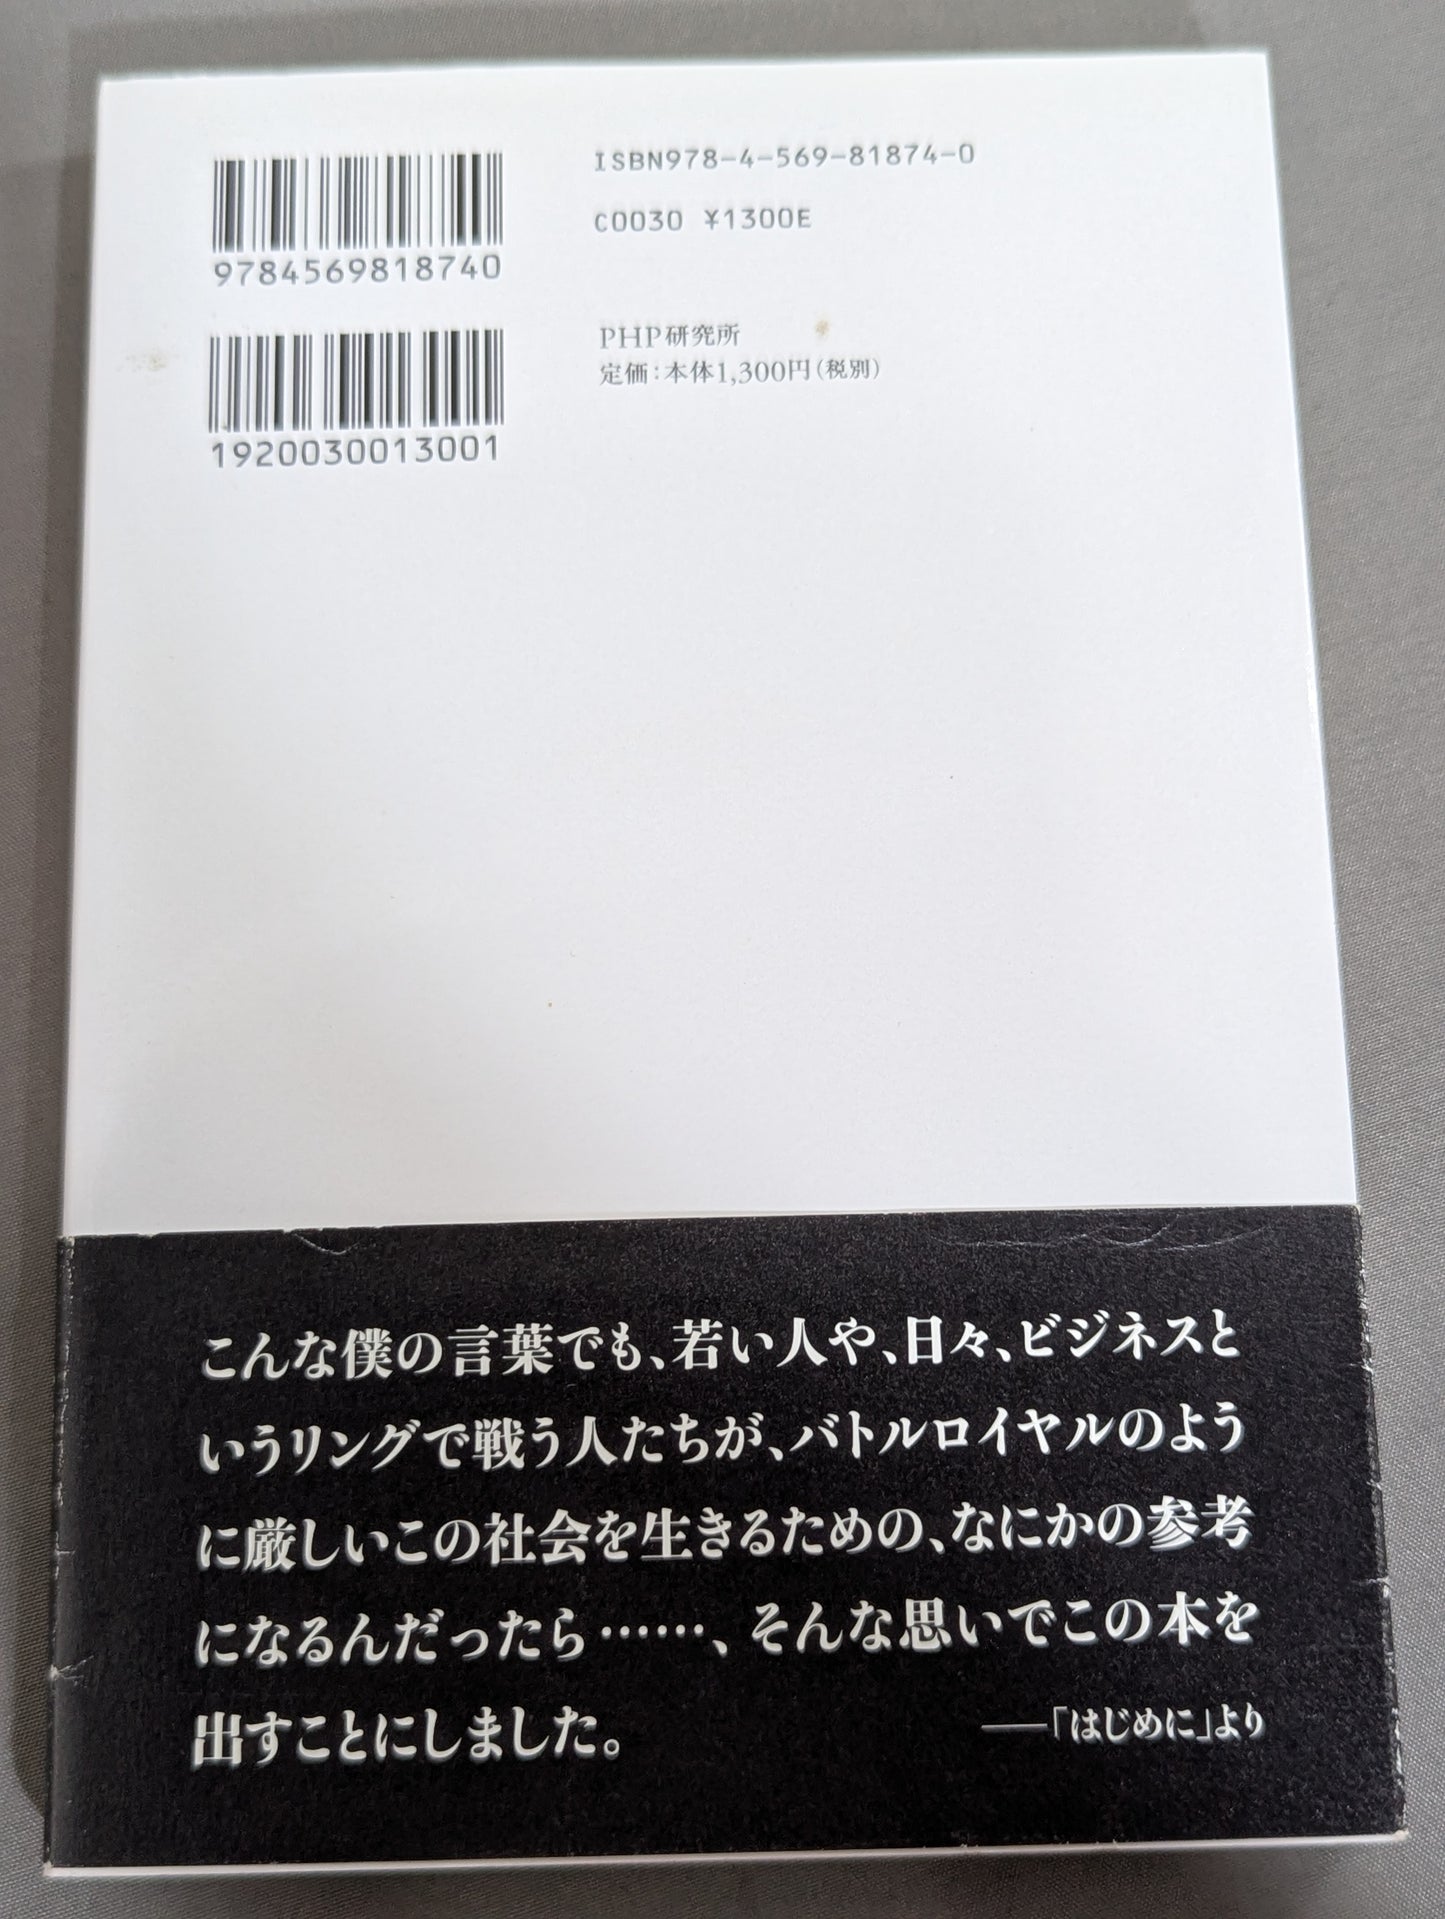 ISBN978-4-569-81874-0
C0030 ¥1300E
9784569818740
PHP研究所
定価：本体1,300円（税別）
1920030013001
こんな僕の言葉でも、若い人や、日々、ビジネスと
いうリングで戦う人たちが、バトルロイヤルのよう
に厳しいこの社会を生きるための、なにかの参考
になるんだったら……、そんな思いでこの本を
出すことにしました。
――「はじめに」より